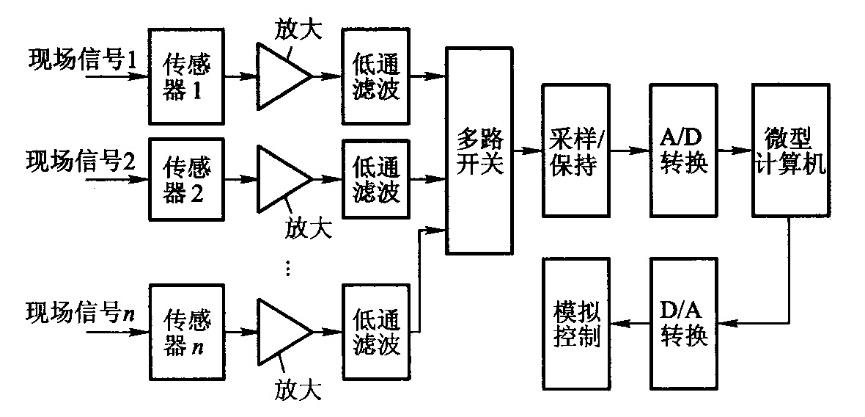 现场信号1
传感
器1
放大
低通
滤波
现场信号2
传感
器2
放大
低通
滤波
⋮
现场信号n
传感
器n
放大
低通
滤波
多路
开关
采样/
保持
A/D
转换
微型
计算机
模拟
控制
D/A
转换